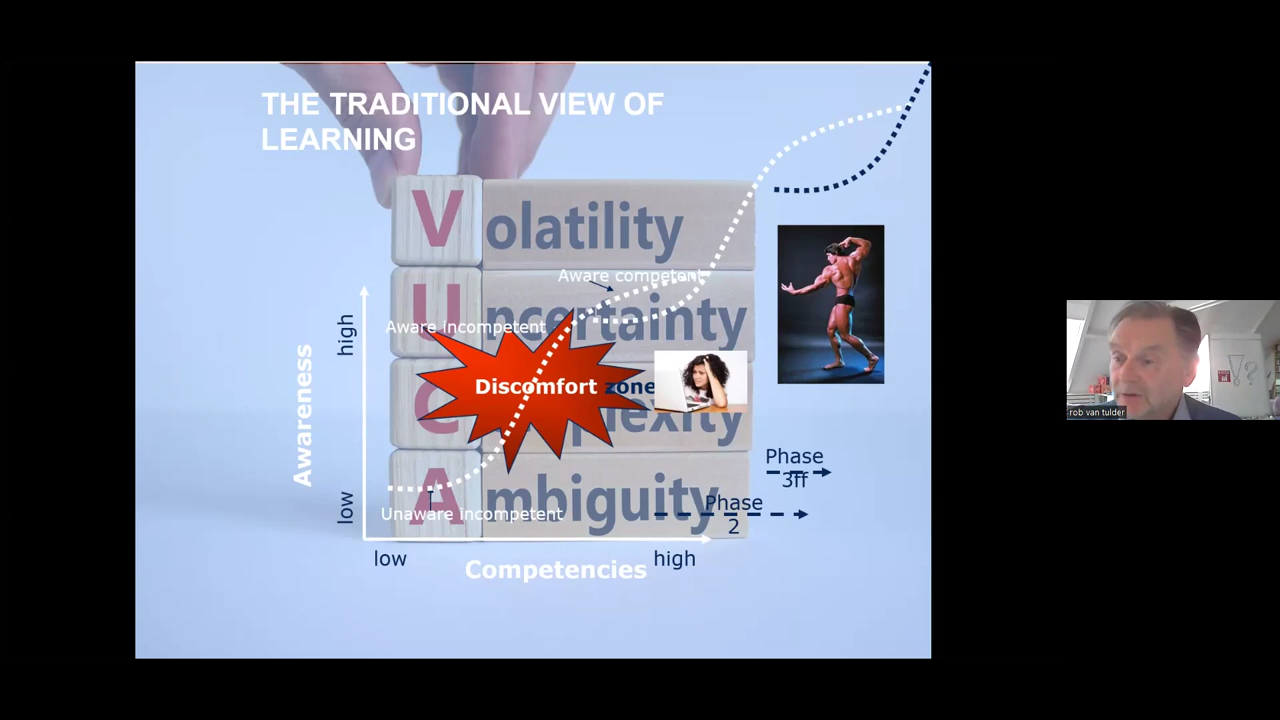 THE TRADITIONAL VIEW OF
LEARNING
Volatility
Aware competent
Uncertainty
Aware incompetent
high
Discomfort zone
Awareness
Phase
3ff
Ambiguity
Phase
2
Unaware incompetent
low
low
high
Competencies
rob van tulder